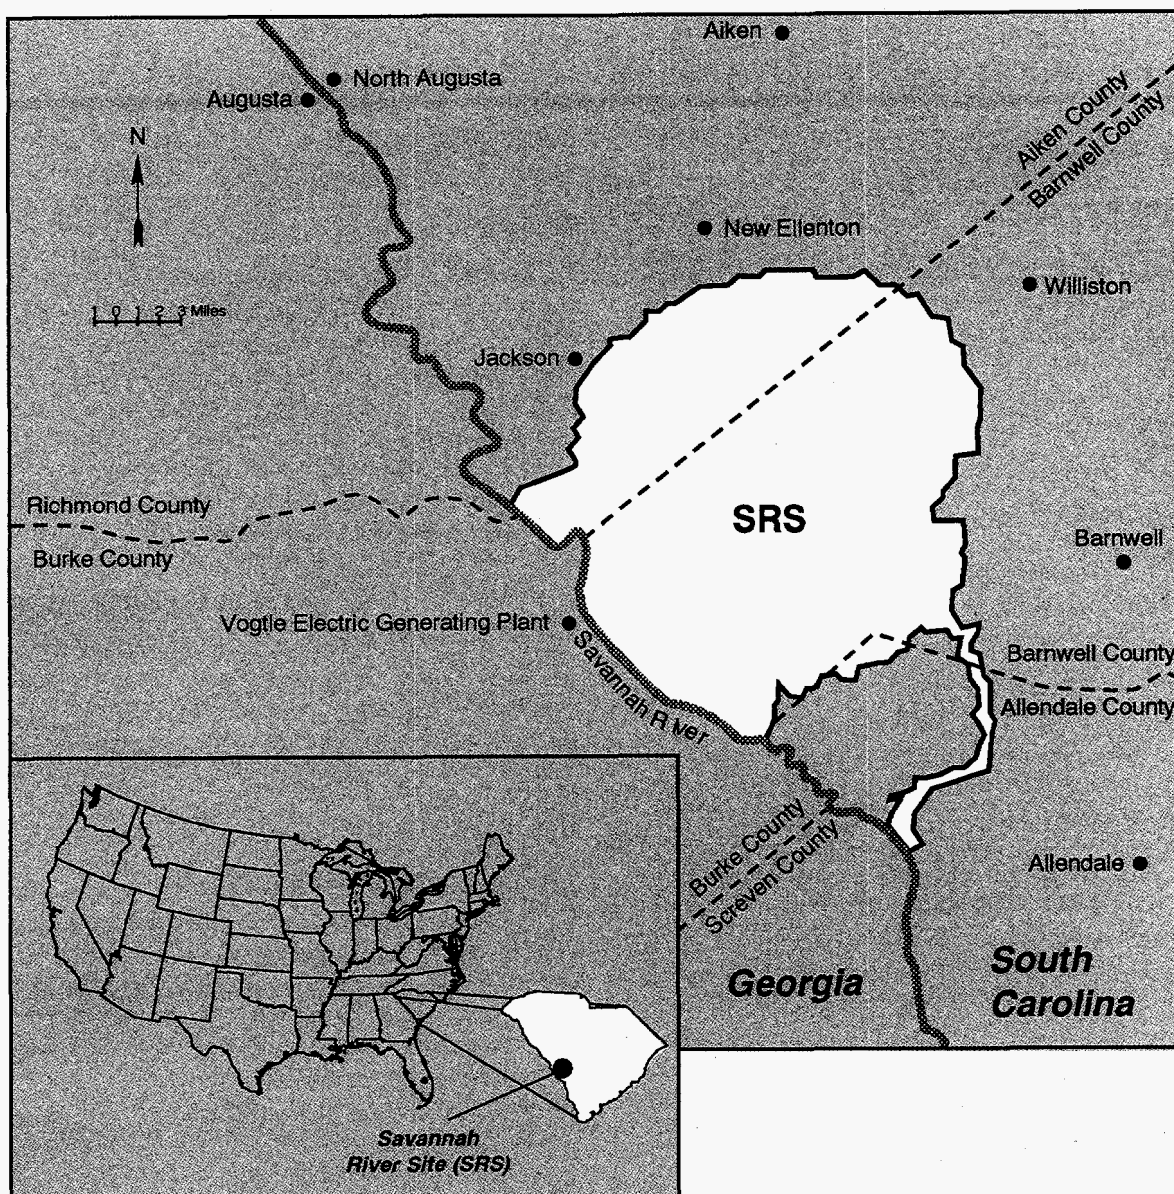 Aiken
North Augusta
Augusta
N
Aiken County
Barnwell County
New Ellenton
Williston
1 0 1 2 3 Miles
Jackson
Richmond County
Burke County
SRS
Barnwell
Vogtle Electric Generating Plant
Savannah River
Barnwell County
Allendale County
Burke County
Screven County
Allendale
Georgia
South
Carolina
Savannah
River Site (SRS)